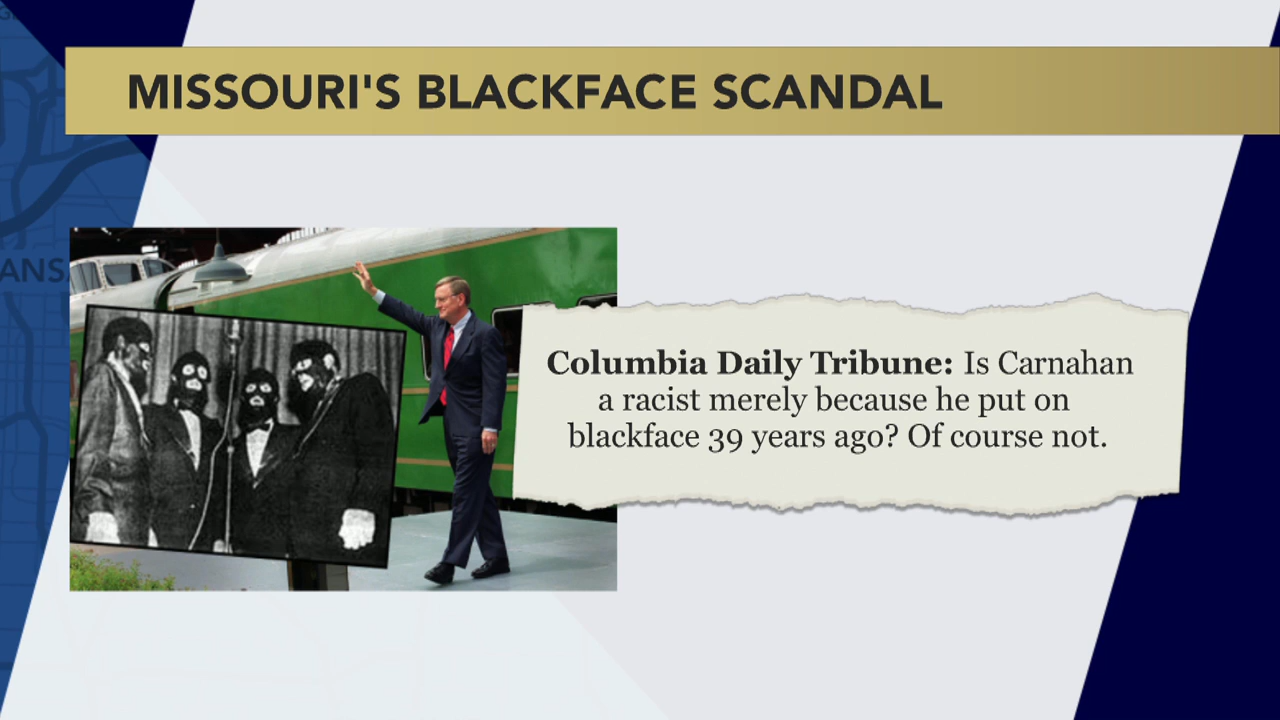 MISSOURI'S BLACKFACE SCANDAL
ANS
Columbia Daily Tribune: Is Carnahan
a racist merely because he put on
blackface 39 years ago? Of course not.